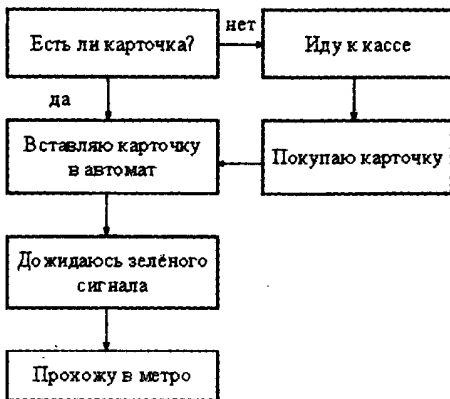 Есть ли карточка?
нет
Иду к кассе
да
Вставляю карточку
в автомат
Покупаю карточку
Дожидаюсь зелёного
сигнала
Прохожу в метро